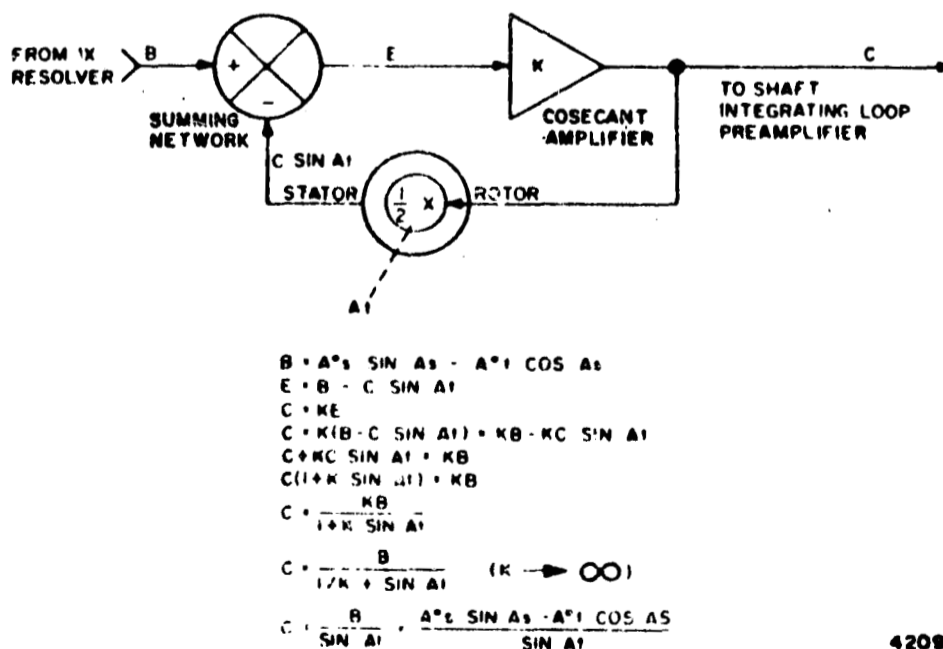 FROM 1X
RESOLVER
B
+
-
SUMMING
NETWORK
E
K
COSECANT
AMPLIFIER
C
TO SHAFT
INTEGRATING LOOP
PREAMPLIFIER
C SIN At
STATOR
1/2 X
ROTOR
At
B = A°s SIN As - A°t COS As
E = B - C SIN At
C = KE
C = K(B - C SIN At) = KB - KC SIN At
C + KC SIN At = KB
C(1 + K SIN At) = KB
C = KB / 1 + K SIN At
C = B / 1/K + SIN At (K → ∞)
C = B / SIN At = A°s SIN As - A°t COS AS / SIN At
4209